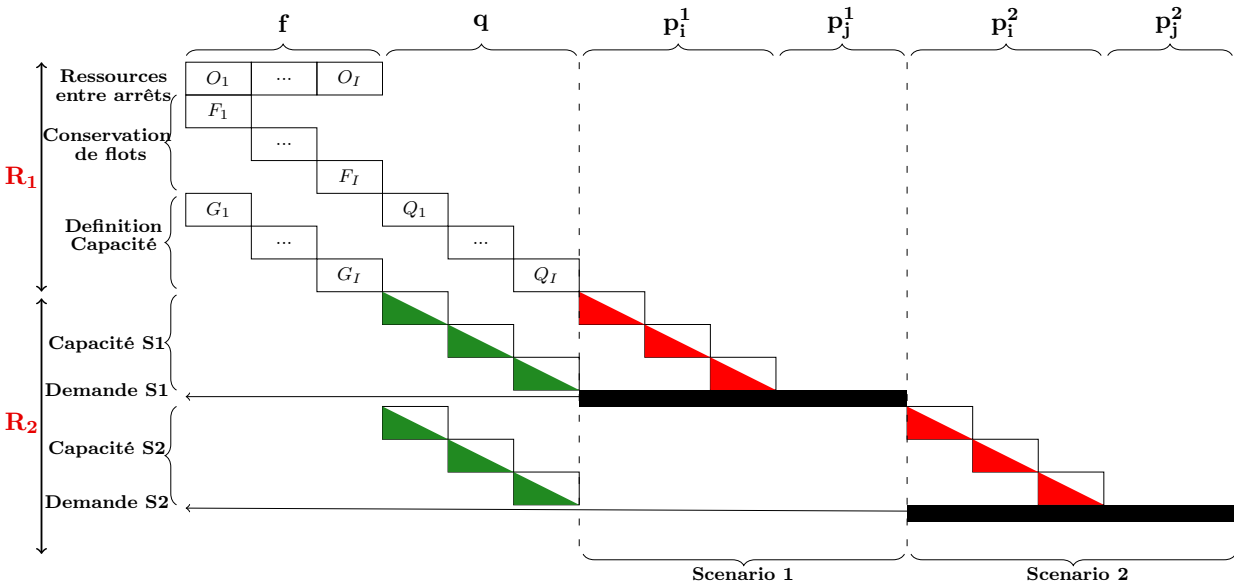 f q p_i^1 p_j^1 p_i^2 p_j^2
Ressources
entre arrêts
O_1 ... O_I
F_1
Conservation
de flots
...
R_1
F_I
G_1 Q_1
Definition
Capacité
... ...
G_I Q_I
Capacité S1
Demande S1
R_2
Capacité S2
Demande S2
Scenario 1 Scenario 2